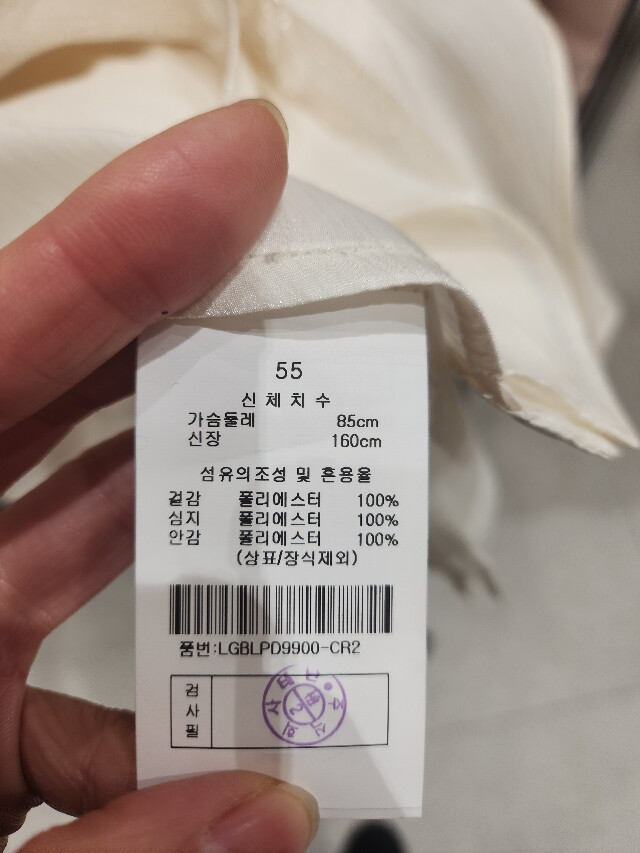 55
신체치수
가슴둘레 85cm
신장 160cm
섬유의조성 및 혼용율
겉감 폴리에스터 100%
심지 폴리에스터 100%
안감 폴리에스터 100%
(상표/장식제외)
품번:LGBLPD9900-CR2
검
사
필